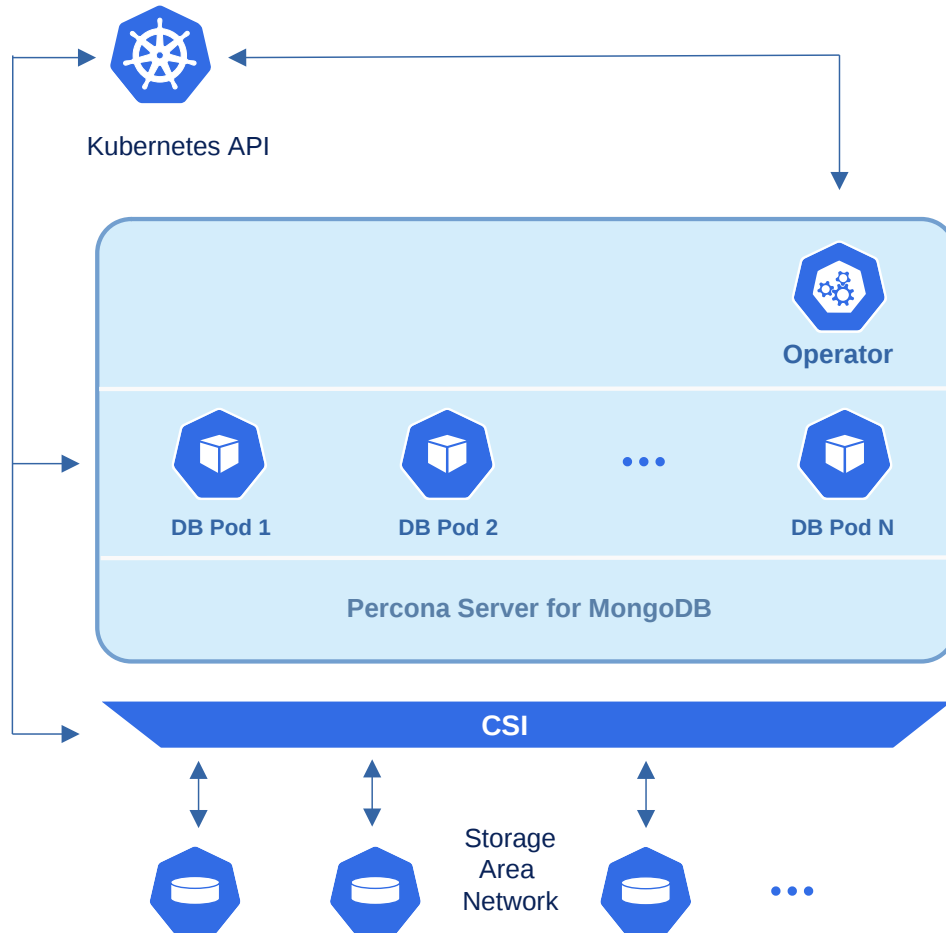 Kubernetes API
Operator
DB Pod 1
DB Pod 2
DB Pod N
Percona Server for MongoDB
CSI
Storage
Area
Network